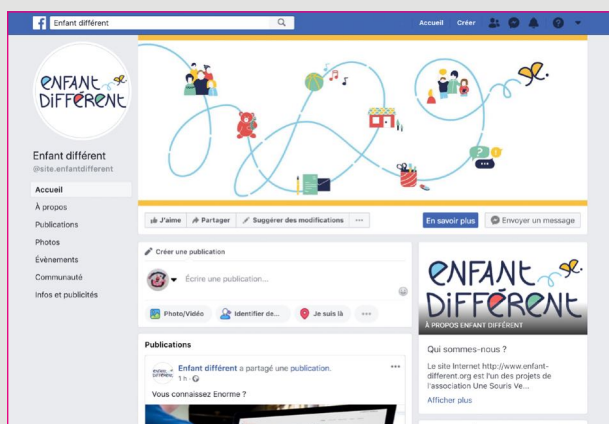 Enfant différent
Accueil Créer
ENFANT
DIFFÉRENT
Enfant différent
@site.enfantdifferent
Accueil
À propos
Publications
Photos
Évènements
Communauté
Infos et publicités
J'aime Partager Suggérer des modifications ...
En savoir plus Envoyer un message
Créer une publication
Écrire une publication...
Photo/Vidéo Identifier de... Je suis là ...
Publications
Enfant différent a partagé une publication.
1 h
Vous connaissez Enorme ?
ENFANT
DIFFÉRENT
À PROPOS ENFANT DIFFÉRENT
Qui sommes-nous ?
Le site Internet http://www.enfant-
different.org est l'un des projets de
l'association Une Souris Ve...
Afficher plus